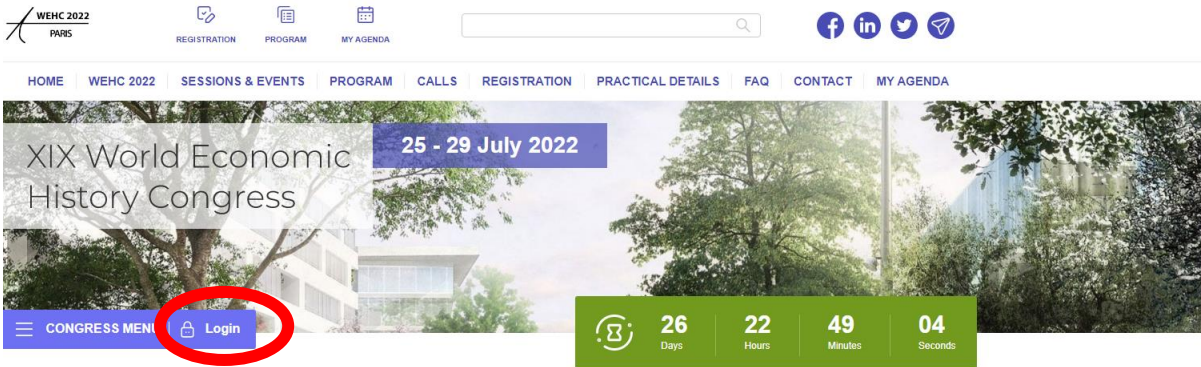 WEHC 2022
PARIS
REGISTRATION
PROGRAM
MY AGENDA
HOME WEHC 2022 SESSIONS & EVENTS PROGRAM CALLS REGISTRATION PRACTICAL DETAILS FAQ CONTACT MY AGENDA
25 - 29 July 2022
XIX World Economic
History Congress
CONGRESS MENU Login
26 22 49 04
Days Hours Minutes Seconds